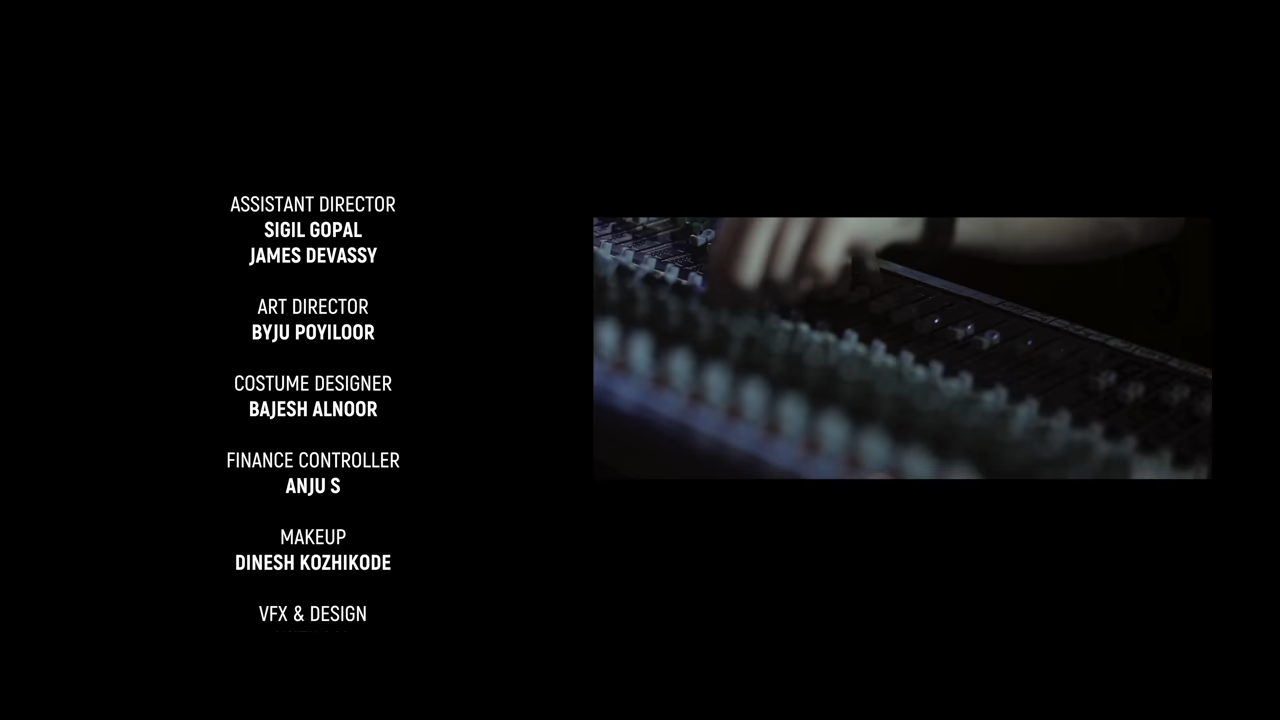 ASSISTANT DIRECTOR
SIGIL GOPAL
JAMES DEVASSY
ART DIRECTOR
BYJU POYILOOR
COSTUME DESIGNER
BAJESH ALNOOR
FINANCE CONTROLLER
ANJU S
MAKEUP
DINESH KOZHIKODE
VFX & DESIGN